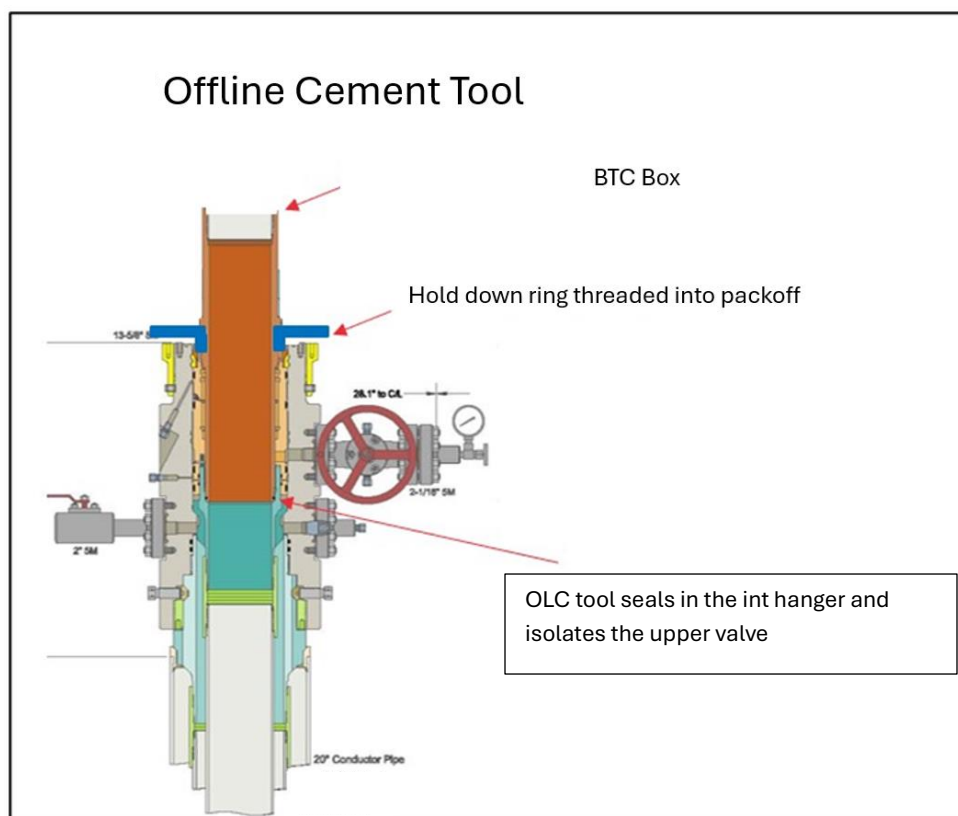 Offline Cement Tool
BTC Box
Hold down ring threaded into packoff
13-5/8" 5
28.1" to C/L
2-1/16" 5M
2" 5M
OLC tool seals in the int hanger and
isolates the upper valve
20" Conductor Pipe